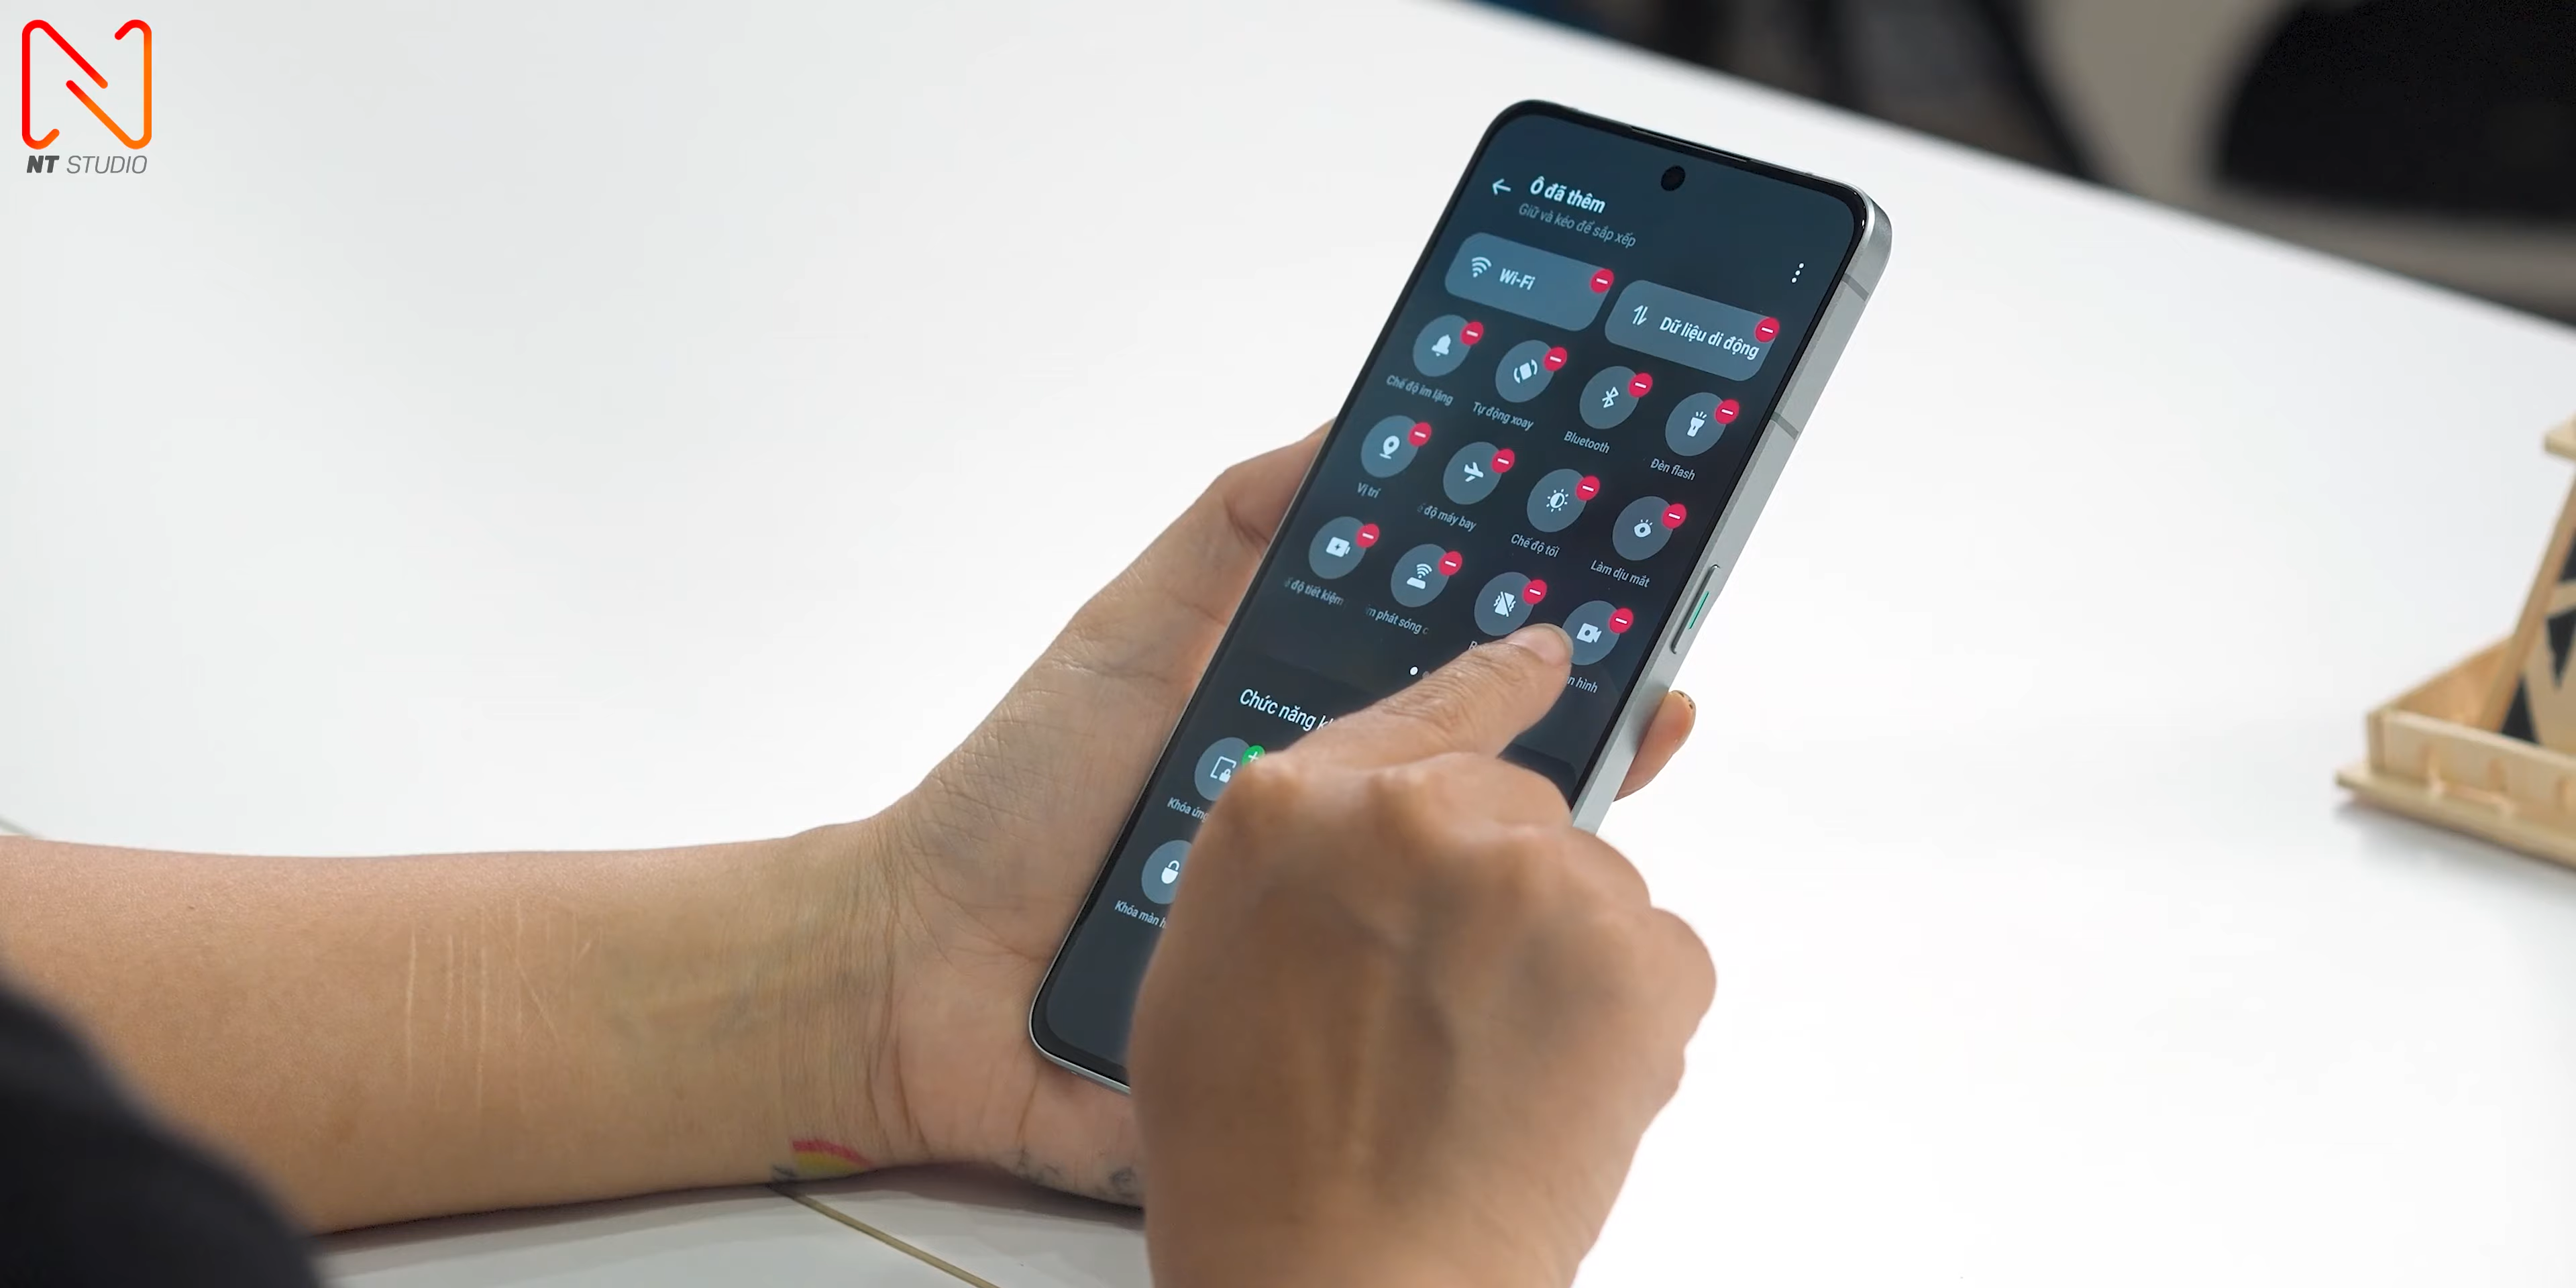 NT STUDIO
Ô đã thêm
Giữ và kéo để sắp xếp
Wi-Fi
Dữ liệu di động
Chế độ im lặng
Tự động xoay
Bluetooth
Đèn flash
Vị trí
độ máy bay
Chế độ tối
Làm dịu mắt
độ tiết kiệm
phát sóng
hình
Chức năng
Khóa
Khóa màn